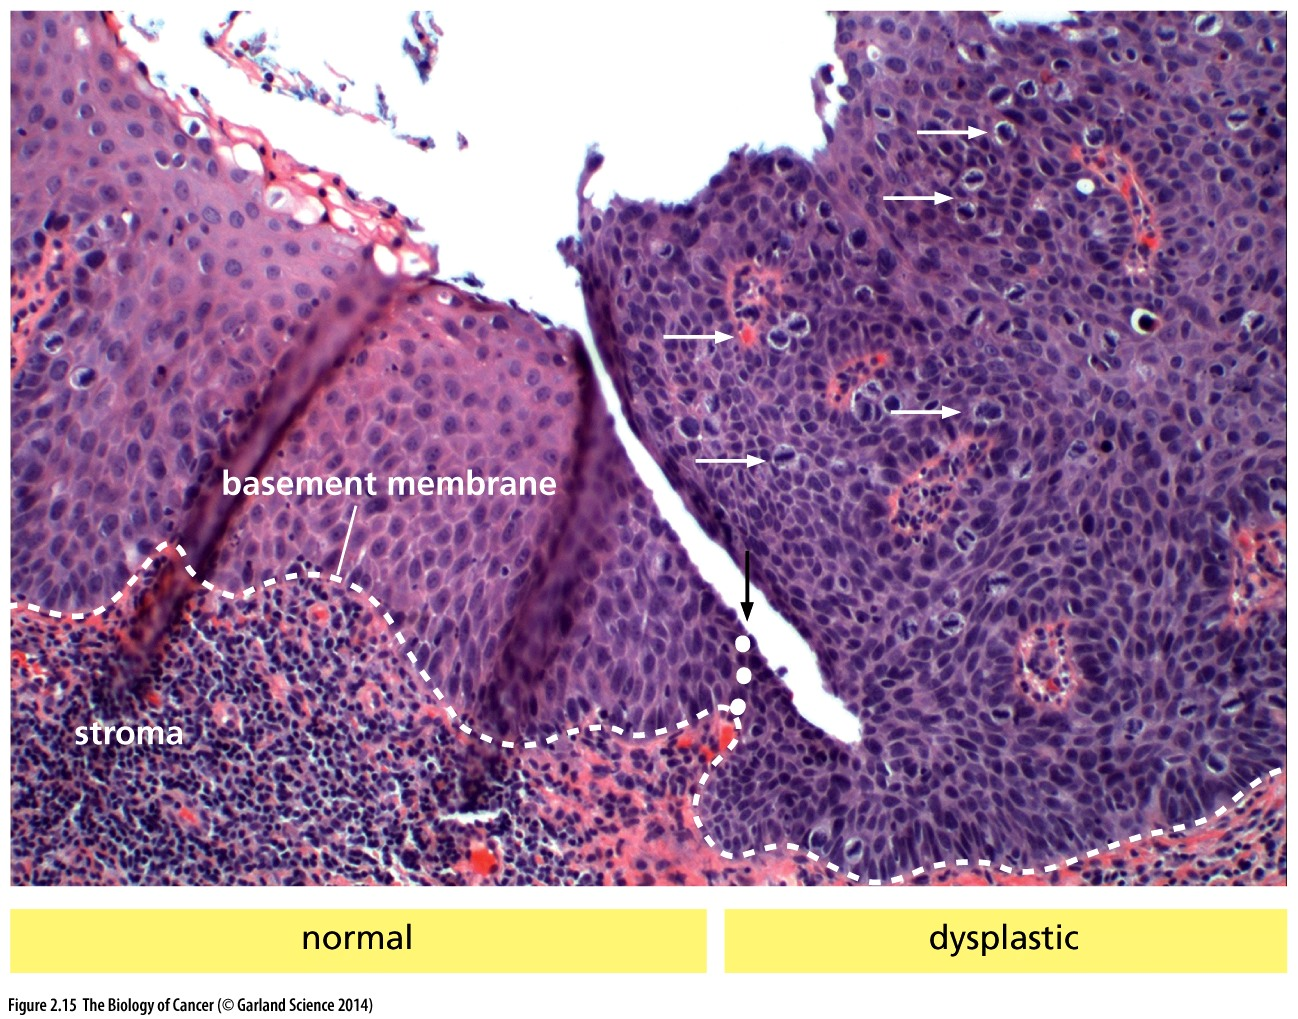 basement membrane
stroma
normal
dysplastic
Figure 2.15 The Biology of Cancer (© Garland Science 2014)